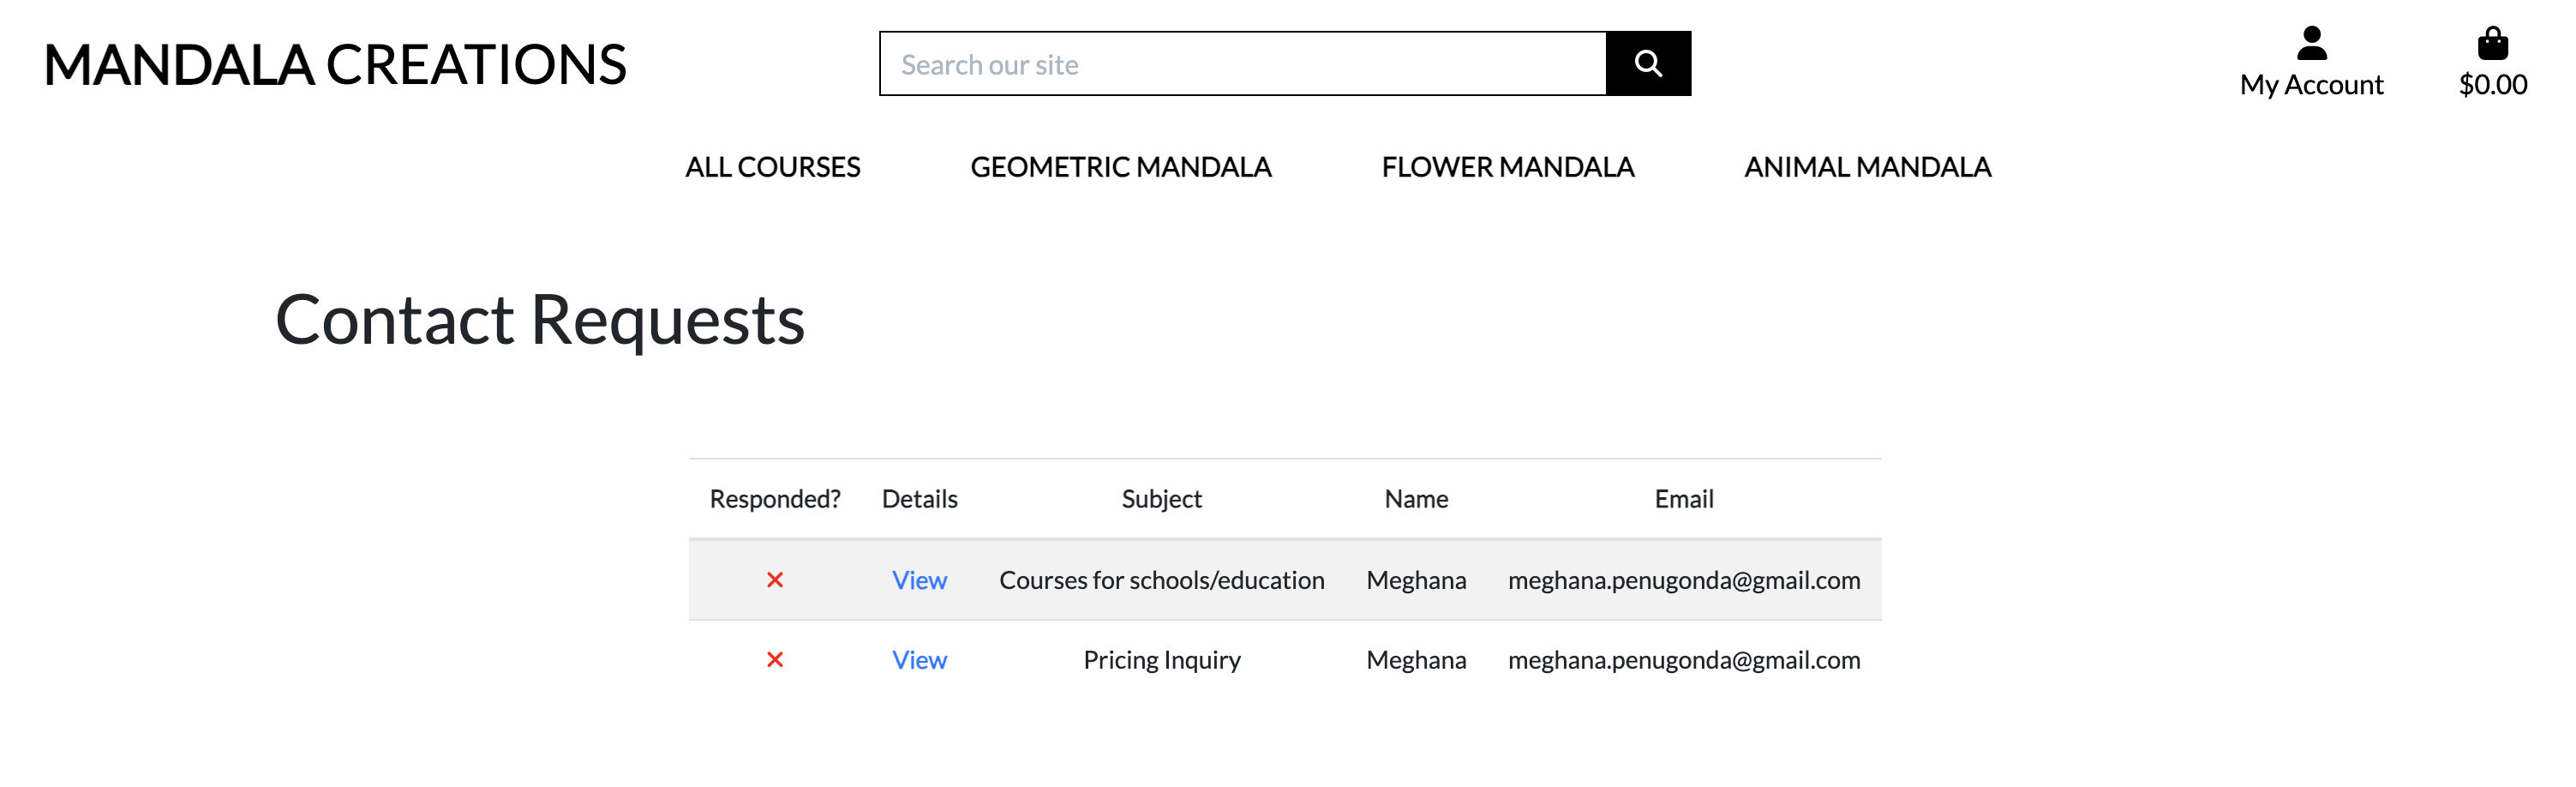 MANDALA CREATIONS
Search our site
My Account
$0.00
ALL COURSES GEOMETRIC MANDALA FLOWER MANDALA ANIMAL MANDALA
Contact Requests
Responded? Details Subject Name Email
View Courses for schools/education Meghana meghana.penugonda@gmail.com
View Pricing Inquiry Meghana meghana.penugonda@gmail.com